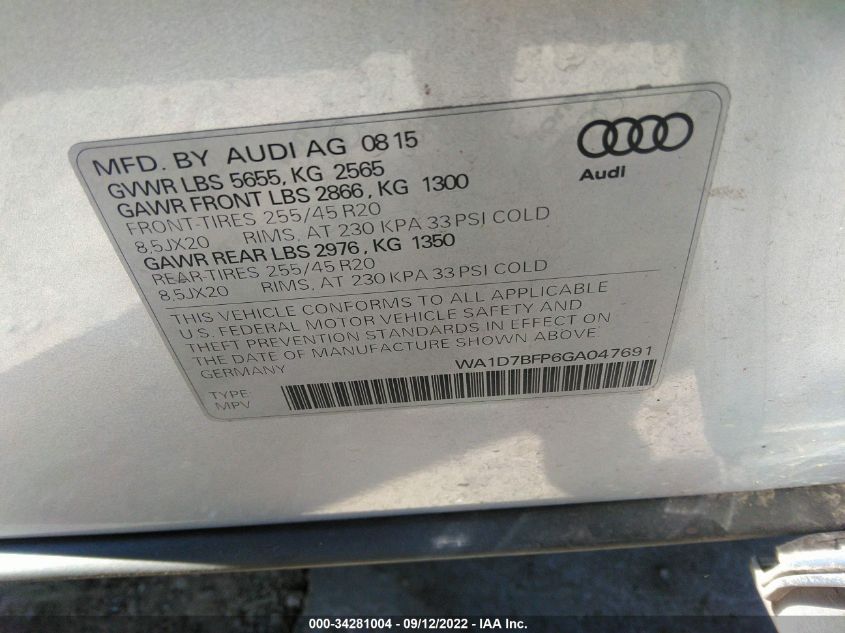 MFD. BY AUDI AG 08 15
GVWR LBS 5655, KG 2565
GAWR FRONT LBS 2866, KG 1300
FRONT-TIRES 255/45 R20
8,5JX20 RIMS, AT 230 KPA 33 PSI COLD
GAWR REAR LBS 2976, KG 1350
REAR-TIRES 255/45 R20
8,5JX20 RIMS, AT 230 KPA 33 PSI COLD
THIS VEHICLE CONFORMS TO ALL APPLICABLE
U.S. FEDERAL MOTOR VEHICLE SAFETY AND
THEFT PREVENTION STANDARDS IN EFFECT ON
THE DATE OF MANUFACTURE SHOWN ABOVE.
GERMANY WA1D7BFP6GA047691
TYPE:
MPV
Audi
000-34281004 - 09/12/2022 - IAA Inc.